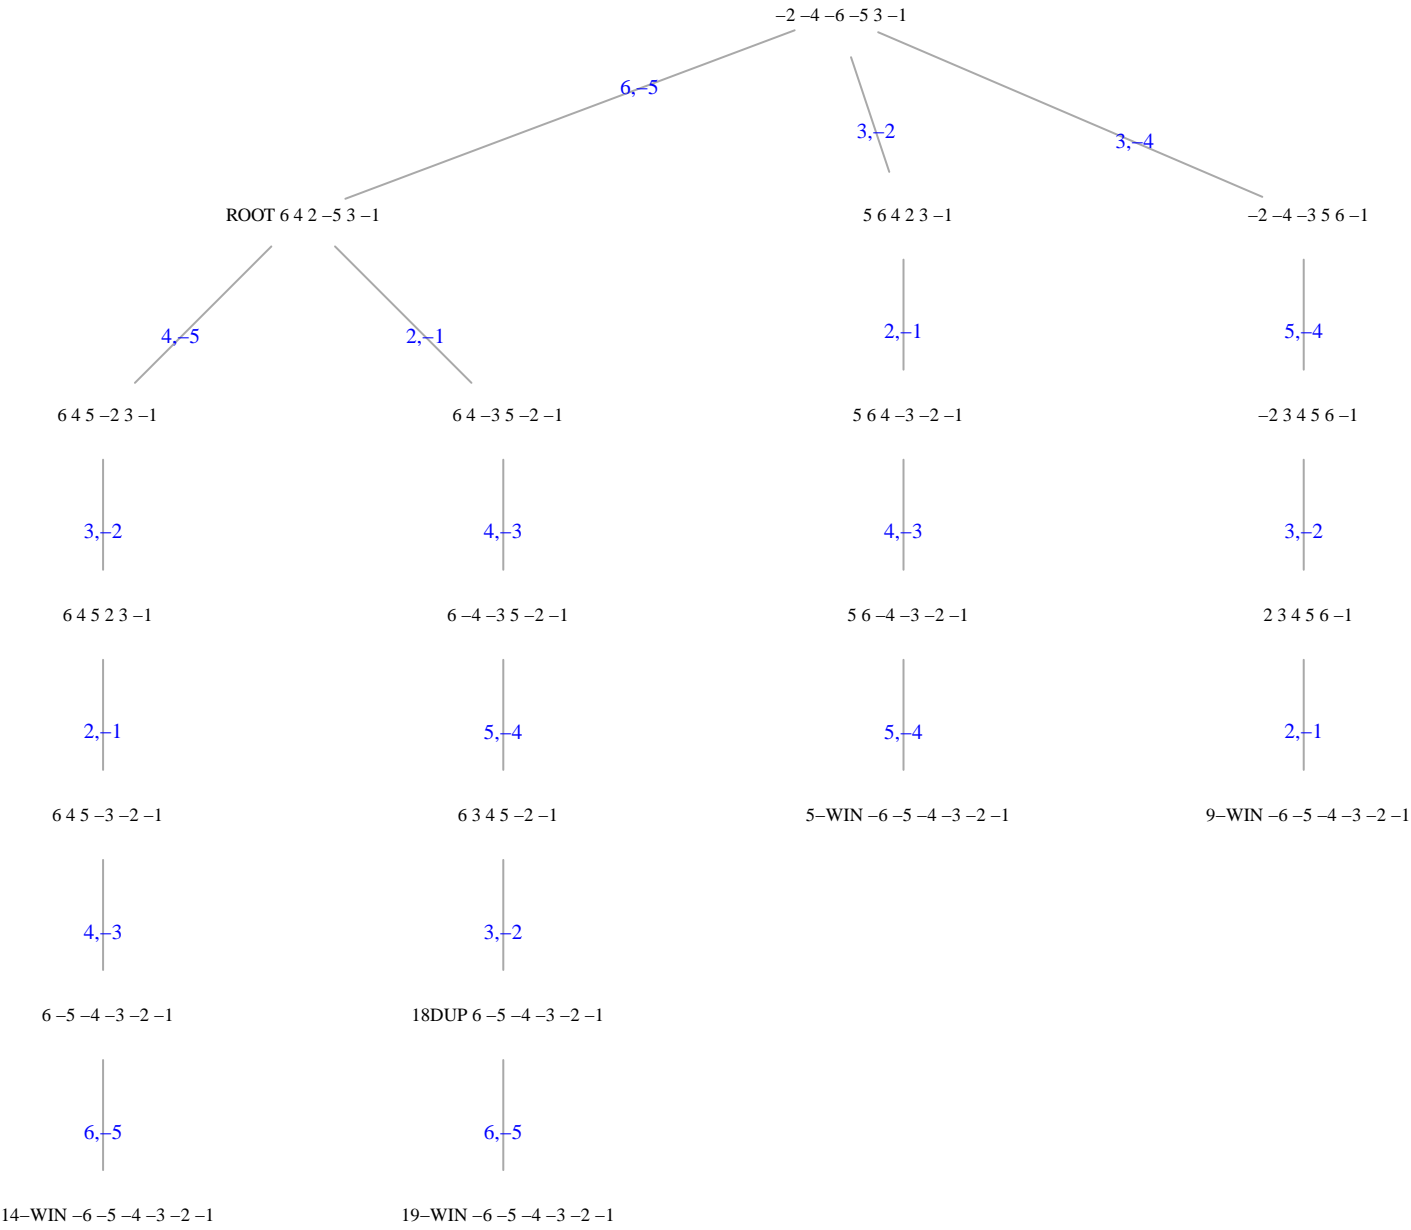 –2 –4 –6 –5 3 –1
6,–5
3,–2
3,–4
ROOT 6 4 2 –5 3 –1
5 6 4 2 3 –1
–2 –4 –3 5 6 –1
4,–5
2,–1
2,–1
5,–4
6 4 5 –2 3 –1
6 4 –3 5 –2 –1
5 6 4 –3 –2 –1
–2 3 4 5 6 –1
3,–2
4,–3
4,–3
3,–2
6 4 5 2 3 –1
6 –4 –3 5 –2 –1
5 6 –4 –3 –2 –1
2 3 4 5 6 –1
2,–1
5,–4
5,–4
2,–1
6 4 5 –3 –2 –1
6 3 4 5 –2 –1
5–WIN –6 –5 –4 –3 –2 –1
9–WIN –6 –5 –4 –3 –2 –1
4,–3
3,–2
6 –5 –4 –3 –2 –1
18DUP 6 –5 –4 –3 –2 –1
6,–5
6,–5
14–WIN –6 –5 –4 –3 –2 –1
19–WIN –6 –5 –4 –3 –2 –1